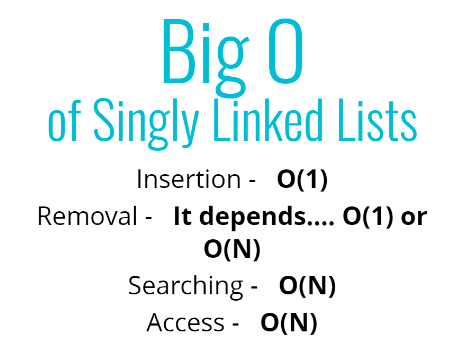 Big O
of Singly Linked Lists
Insertion - O(1)
Removal - It depends.... O(1) or
O(N)
Searching - O(N)
Access - O(N)